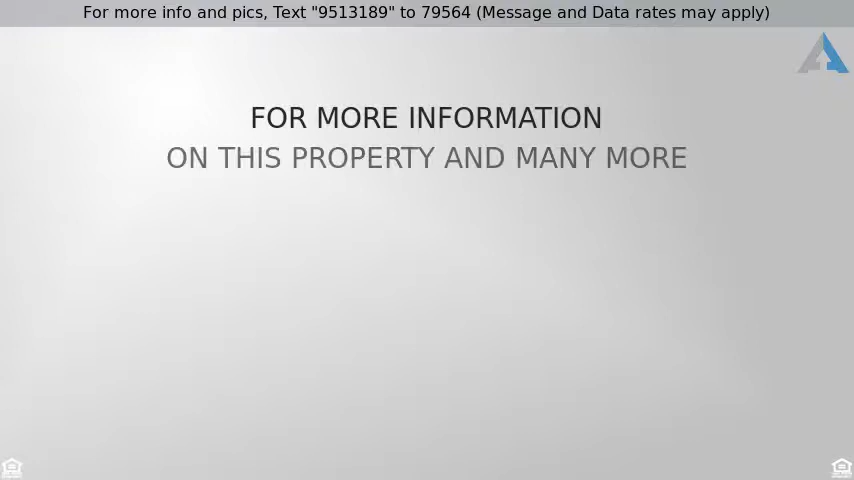 For more info and pics, Text "9513189" to 79564 (Message and Data rates may apply)
FOR MORE INFORMATION
ON THIS PROPERTY AND MANY MORE